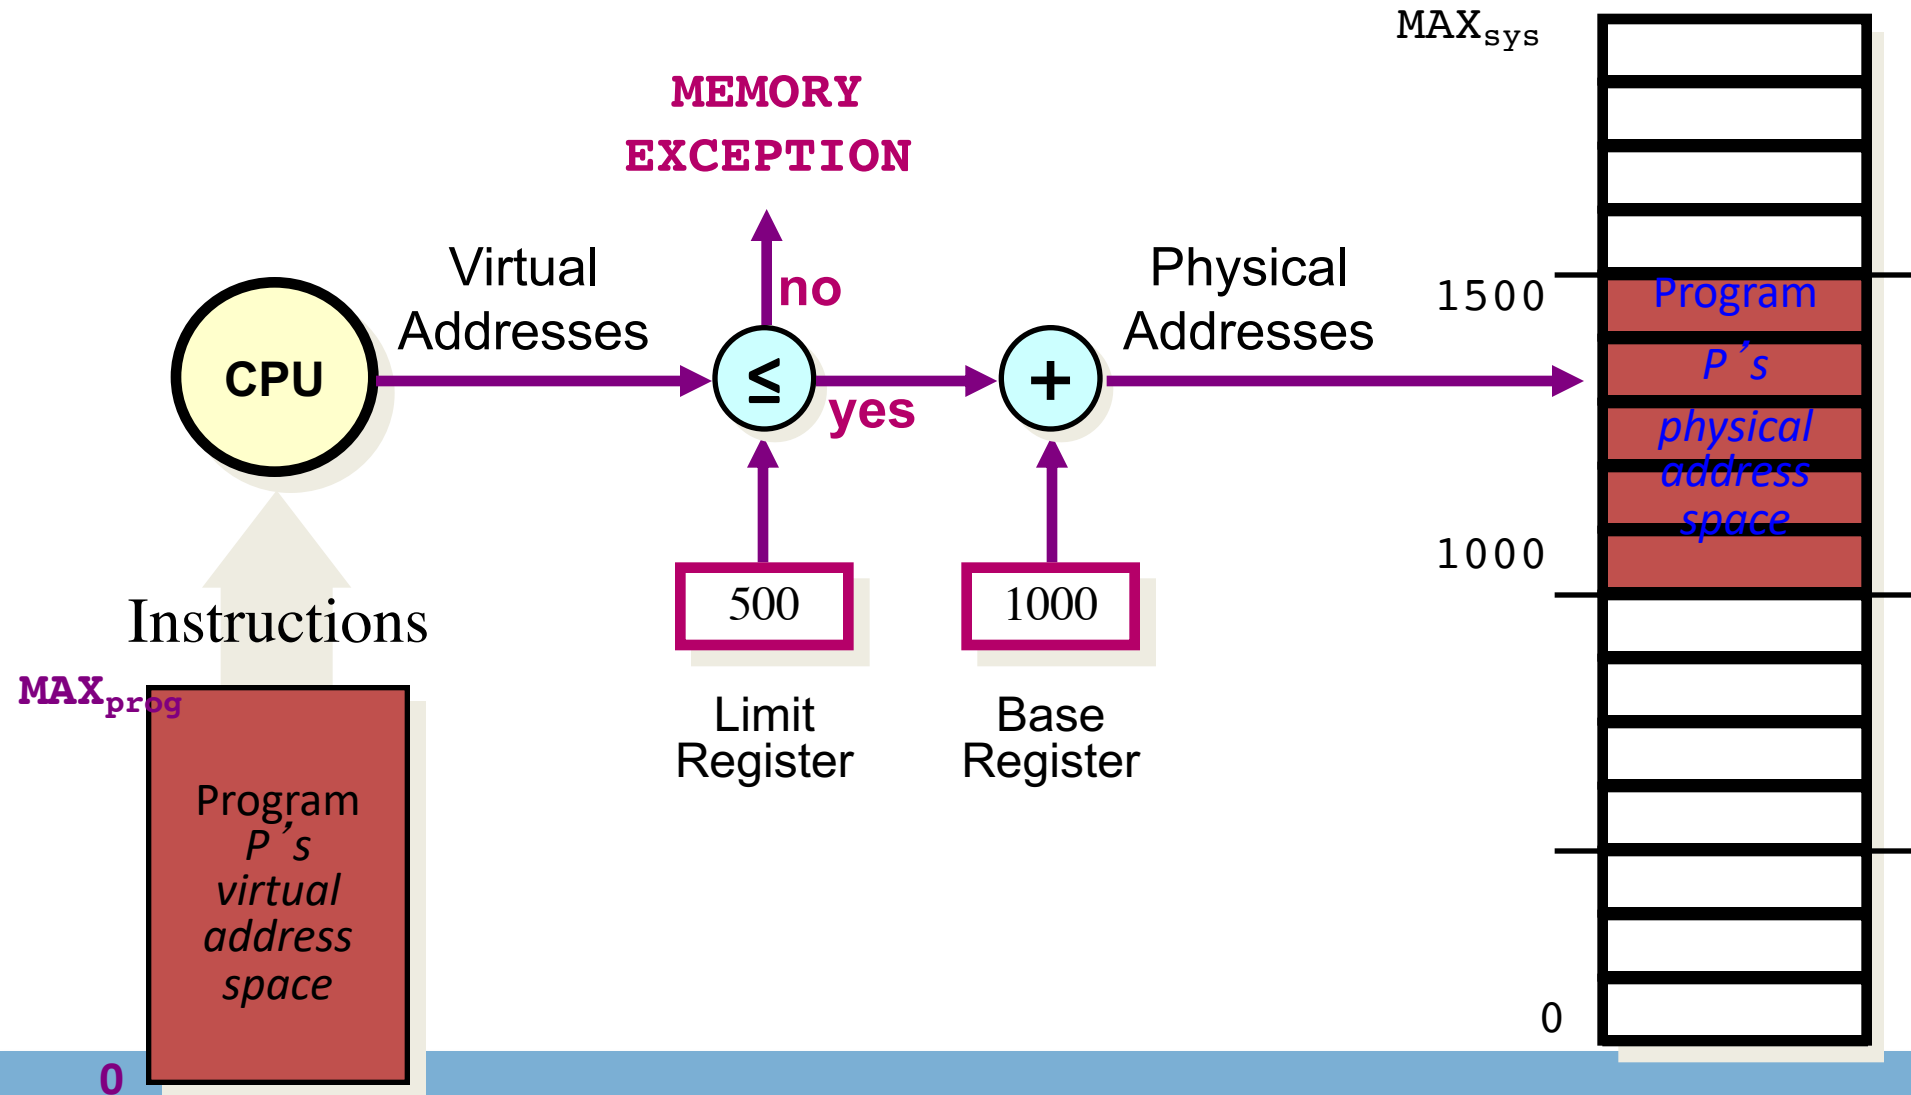 MAXsys
MEMORY
EXCEPTION
Virtual
Addresses
no
Physical
Addresses
1500
Program
P´s
physical
address
space
CPU
≤
yes
+
1000
500
1000
Instructions
MAXprog
Limit
Register
Base
Register
Program
P´s
virtual
address
space
0
0